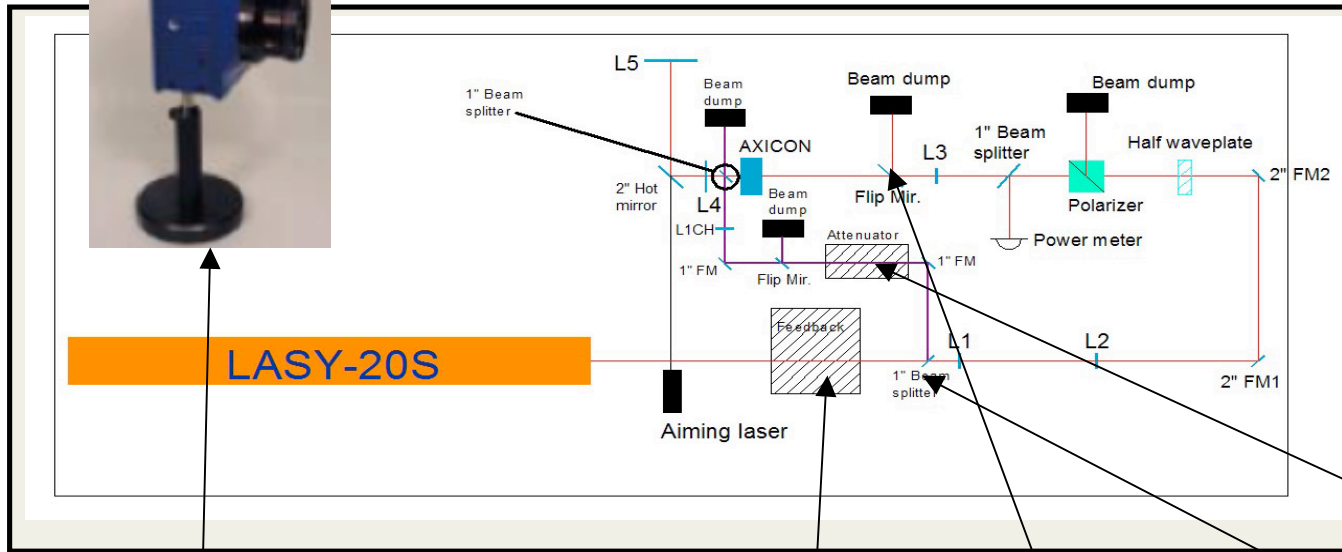 L5
Beam
dump
Beam dump
Beam dump
1" Beam
splitter
AXICON
L3
1" Beam
splitter
Half waveplate
2" Hot
mirror
L4
Beam
dump
Flip Mir.
Polarizer
2" FM2
L1CH
Attenuator
Power meter
1" FM
Flip Mir.
1" FM
Feedback
LASY-20S
L1
L2
1" Beam
splitter
2" FM1
Aiming laser